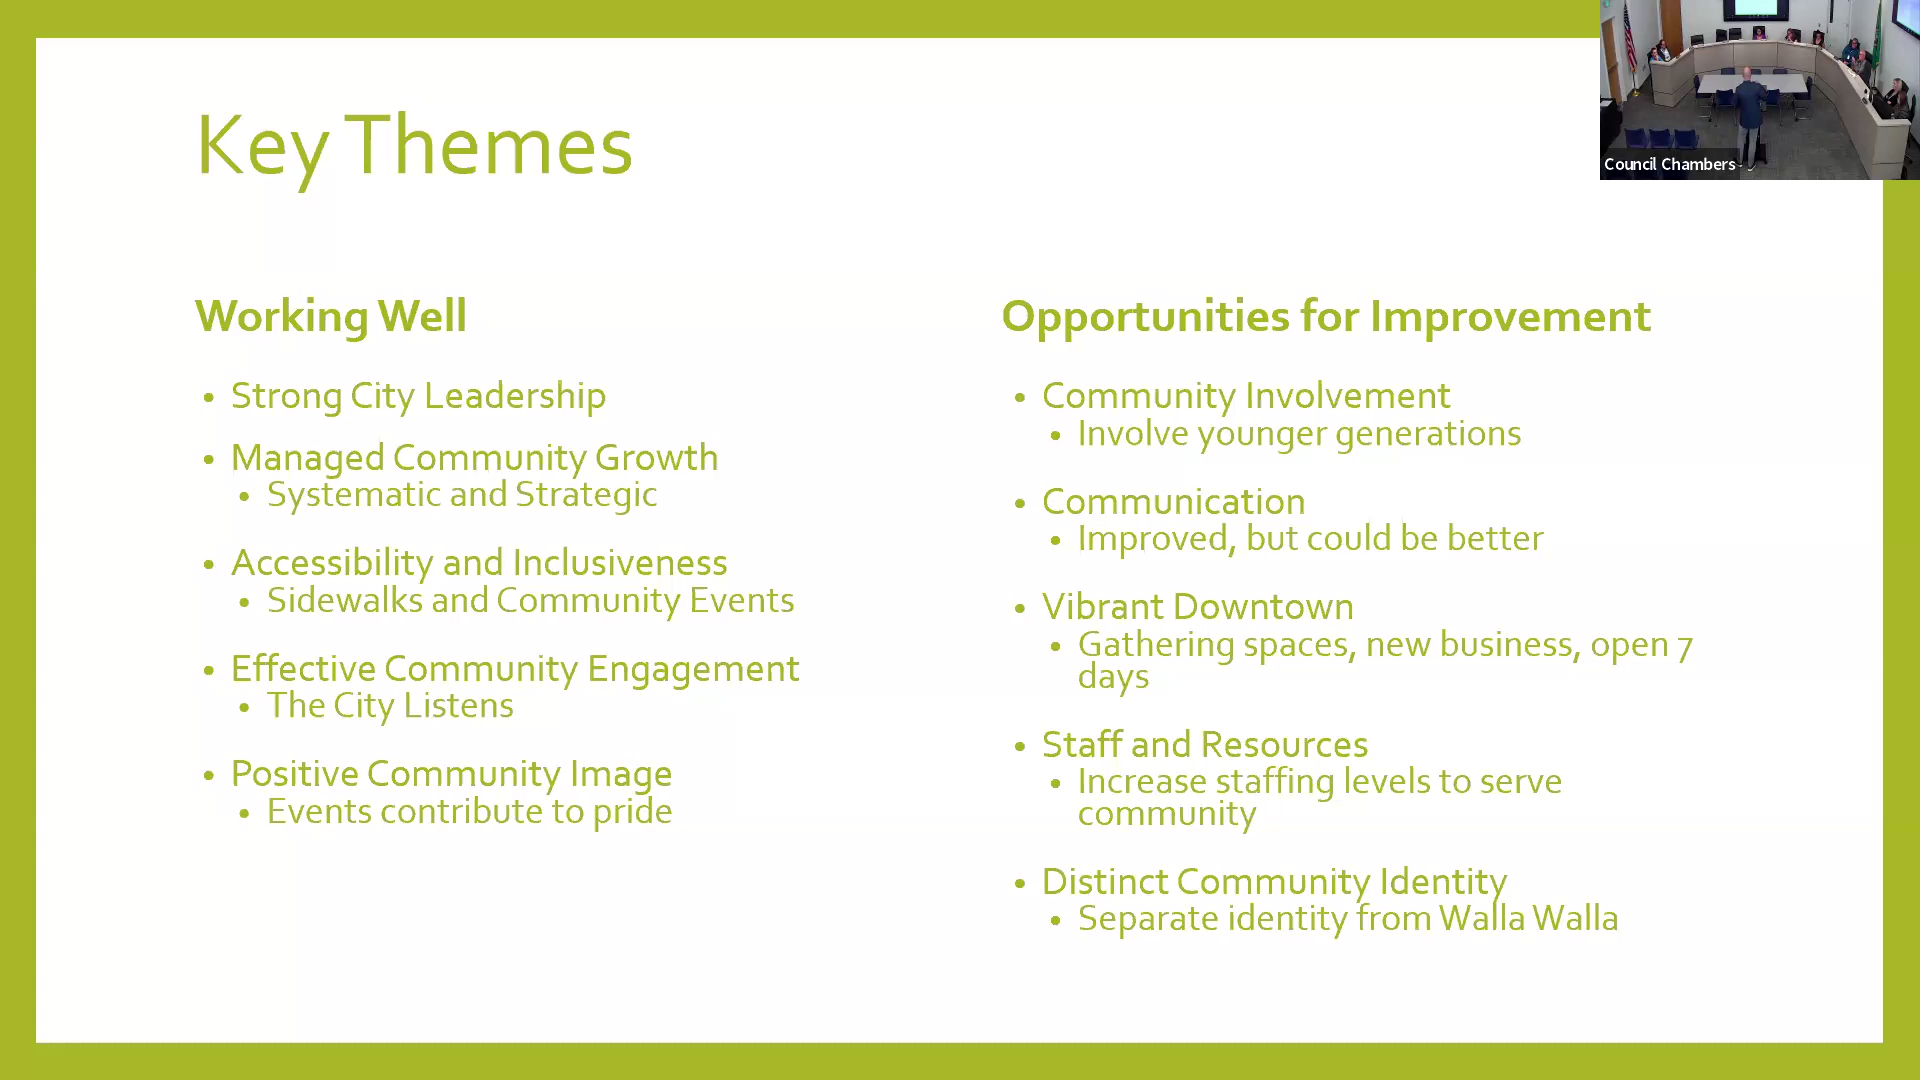 Key Themes
Council Chambers
Working Well
• Strong City Leadership
• Managed Community Growth
• Systematic and Strategic
• Accessibility and Inclusiveness
• Sidewalks and Community Events
• Effective Community Engagement
• The City Listens
• Positive Community Image
• Events contribute to pride
Opportunities for Improvement
• Community Involvement
• Involve younger generations
• Communication
• Improved, but could be better
• Vibrant Downtown
• Gathering spaces, new business, open 7
days
• Staff and Resources
• Increase staffing levels to serve
community
• Distinct Community Identity
• Separate identity from Walla Walla